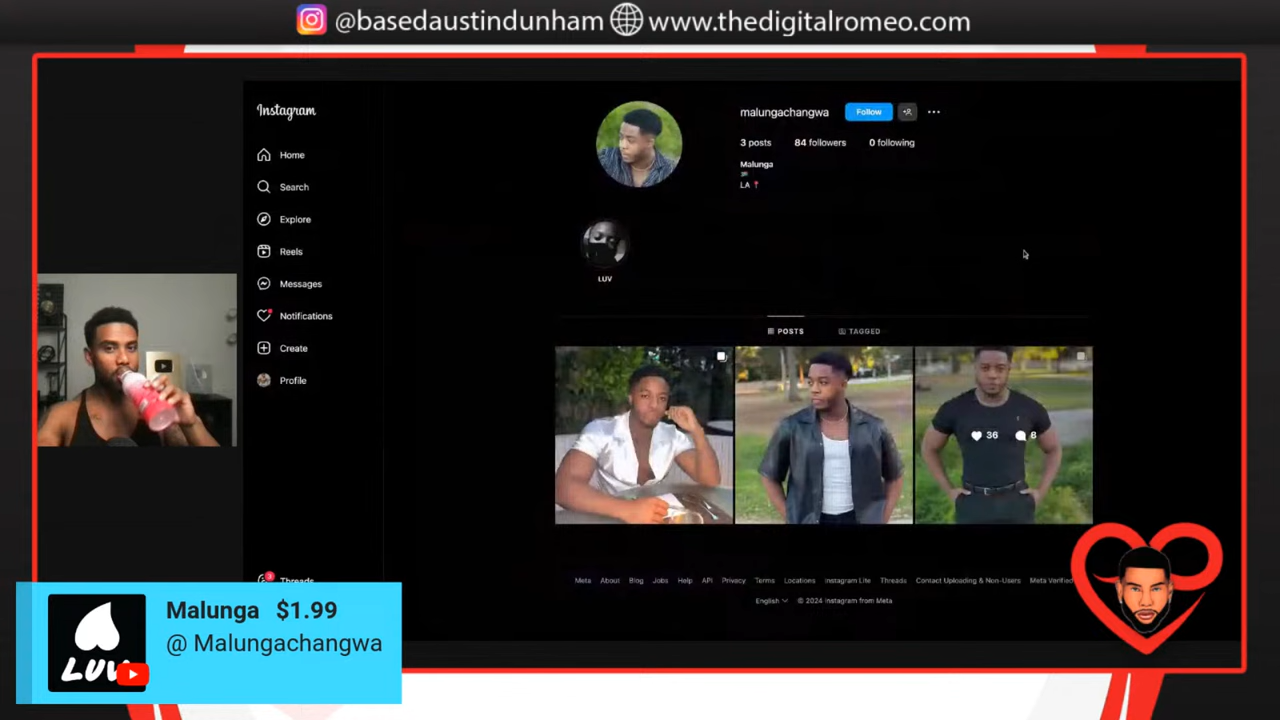 @basedaustindunham www.thedigitalromeo.com
Instagram
Home
Search
Explore
Reels
Messages
Notifications
Create
Profile
3
Threads
malungachangwa Follow
3 posts 84 followers 0 following
Malunga
LA
LUV
POSTS TAGGED
36 8
Meta About Blog Jobs Help API Privacy Terms Locations Instagram Lite Threads Contact Uploading & Non-Users Meta Verified
English © 2024 Instagram from Meta
Malunga $1.99
@ Malungachangwa
LUV